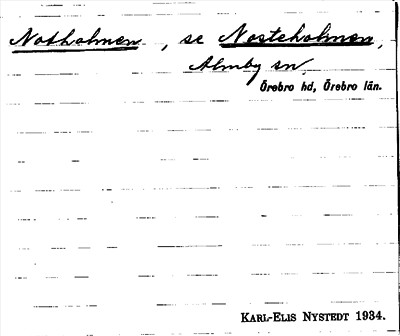 Notholmen , se Nosteholmen,
Almby sn,
Örebro hd, Örebro län.
KARL-ELIS NYSTEDT 1934.